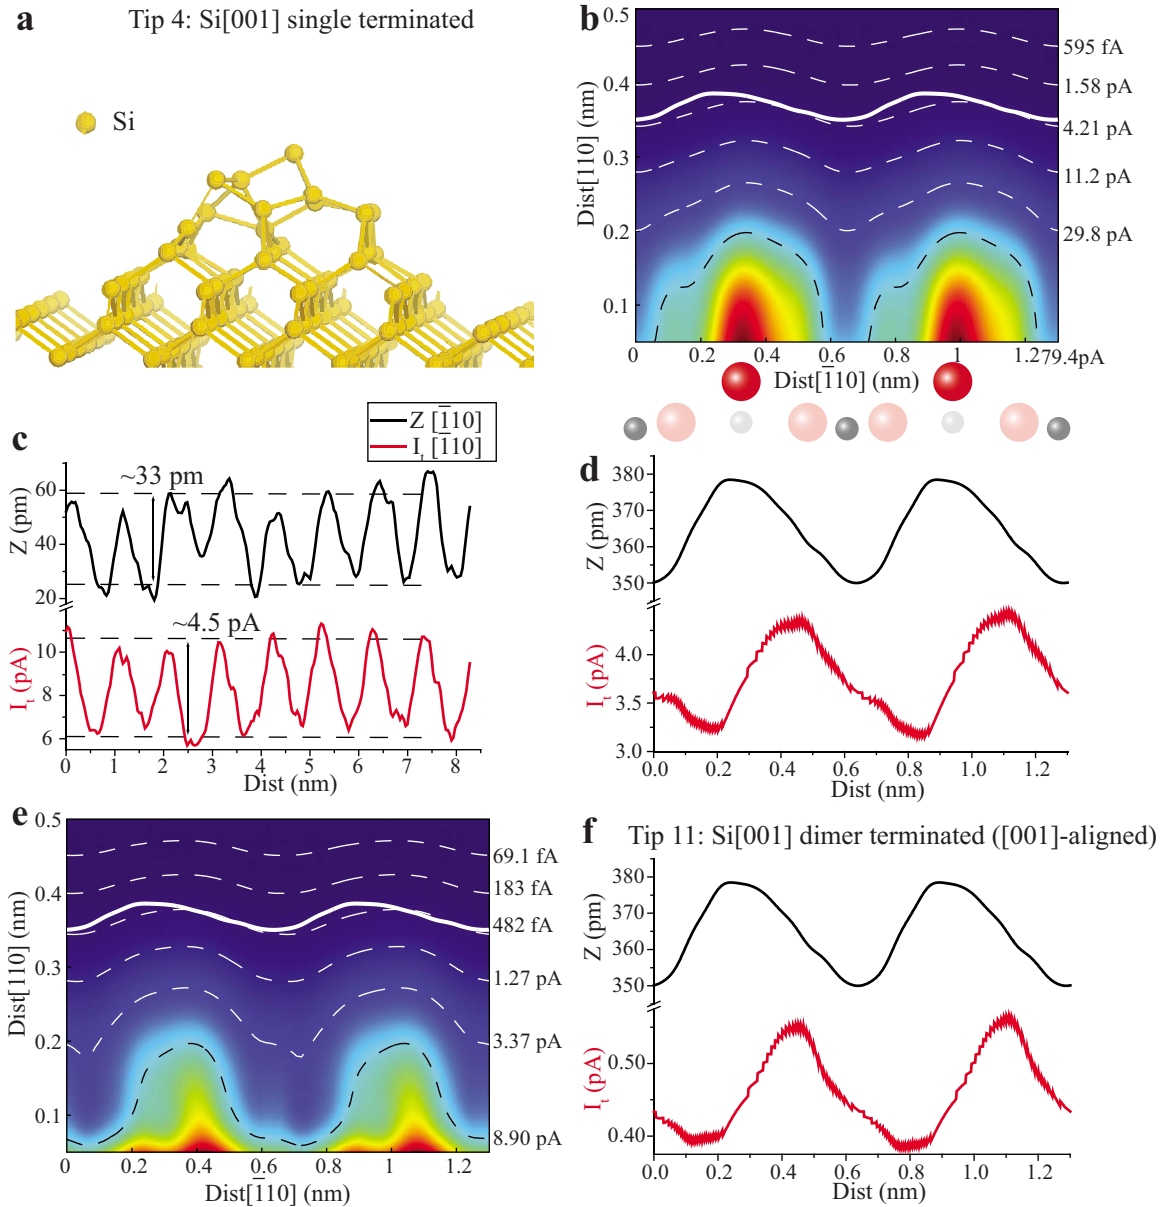 a Tip 4: Si[001] single terminated
Si
b
0.5
0.4
0.3
0.2
0.1
Dist[110] (nm)
595 fA
1.58 pA
4.21 pA
11.2 pA
29.8 pA
79.4pA
0 0.2 0.4 0.6 0.8 1 1.2
Dist[1̅10] (nm)
c
Z [1̅10]
It [1̅10]
~33 pm
60
40
20
Z (pm)
~4.5 pA
10
8
6
It (pA)
0 1 2 3 4 5 6 7 8
Dist (nm)
d
380
370
360
350
Z (pm)
4.0
3.5
3.0
It (pA)
0.0 0.2 0.4 0.6 0.8 1.0 1.2
Dist (nm)
e
0.5
0.4
0.3
0.2
0.1
Dist[110] (nm)
69.1 fA
183 fA
482 fA
1.27 pA
3.37 pA
8.90 pA
0 0.2 0.4 0.6 0.8 1 1.2
Dist[1̅10] (nm)
f Tip 11: Si[001] dimer terminated ([001]-aligned)
380
370
360
350
Z (pm)
0.50
0.40
It (pA)
0.0 0.2 0.4 0.6 0.8 1.0 1.2
Dist (nm)